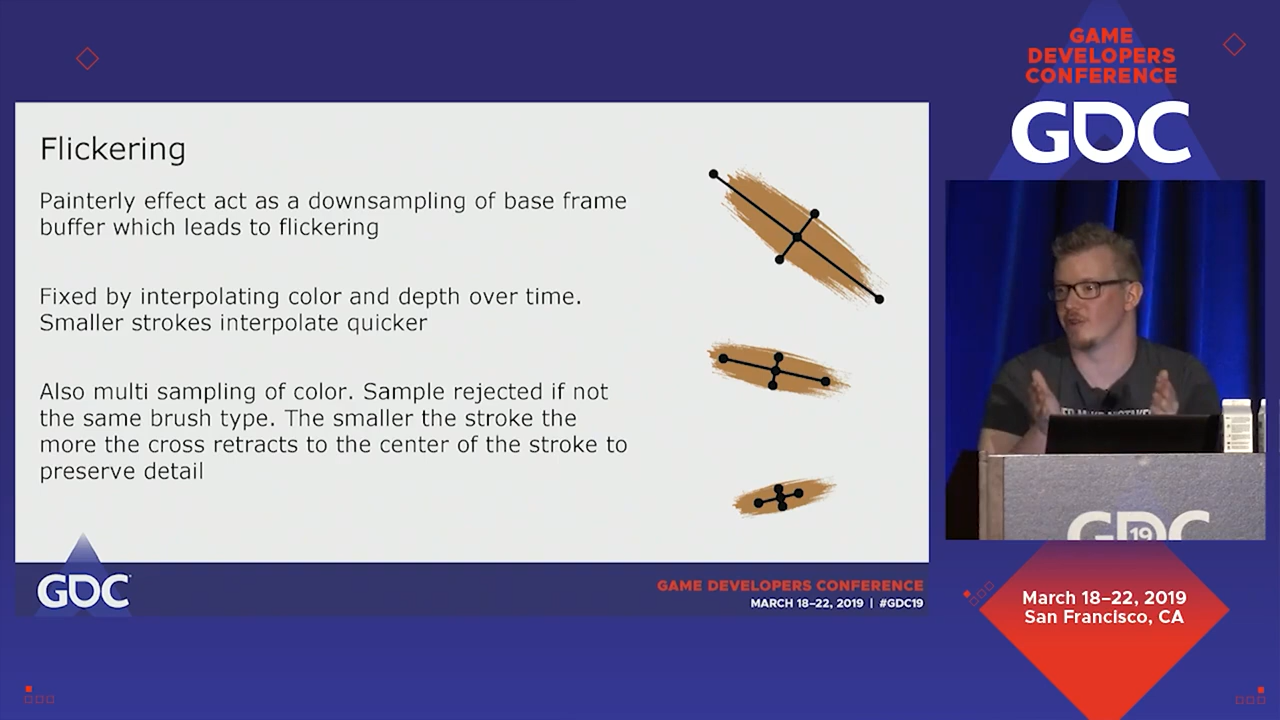 GAME
DEVELOPERS
CONFERENCE
GDC
Flickering
Painterly effect act as a downsampling of base frame
buffer which leads to flickering
Fixed by interpolating color and depth over time.
Smaller strokes interpolate quicker
Also multi sampling of color. Sample rejected if not
the same brush type. The smaller the stroke the
more the cross retracts to the center of the stroke to
preserve detail
GDC
GAME DEVELOPERS CONFERENCE
MARCH 18–22, 2019 | #GDC19
GDC
19
March 18–22, 2019
San Francisco, CA